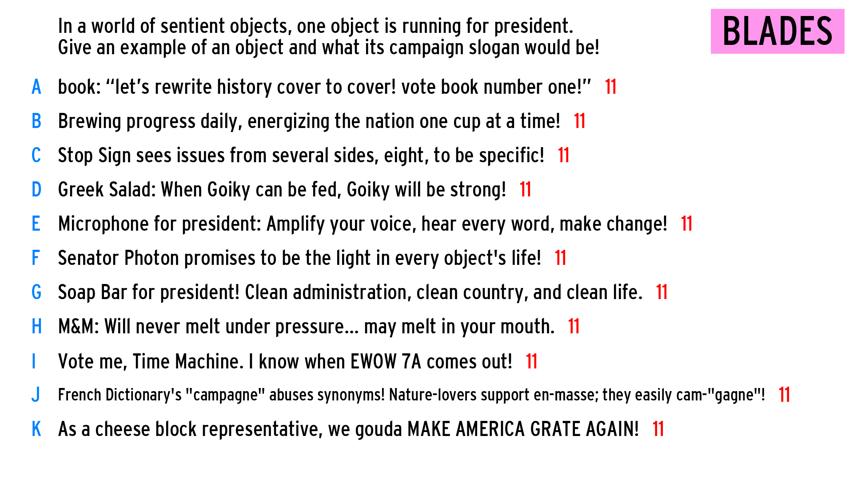 In a world of sentient objects, one object is running for president.
Give an example of an object and what its campaign slogan would be!
BLADES
A book: “let’s rewrite history cover to cover! vote book number one!” 11
B Brewing progress daily, energizing the nation one cup at a time! 11
C Stop Sign sees issues from several sides, eight, to be specific! 11
D Greek Salad: When Goiky can be fed, Goiky will be strong! 11
E Microphone for president: Amplify your voice, hear every word, make change! 11
F Senator Photon promises to be the light in every object's life! 11
G Soap Bar for president! Clean administration, clean country, and clean life. 11
H M&M: Will never melt under pressure... may melt in your mouth. 11
I Vote me, Time Machine. I know when EWOW 7A comes out! 11
J French Dictionary's "campagne" abuses synonyms! Nature-lovers support en-masse; they easily cam-"gagne"! 11
K As a cheese block representative, we gouda MAKE AMERICA GRATE AGAIN! 11